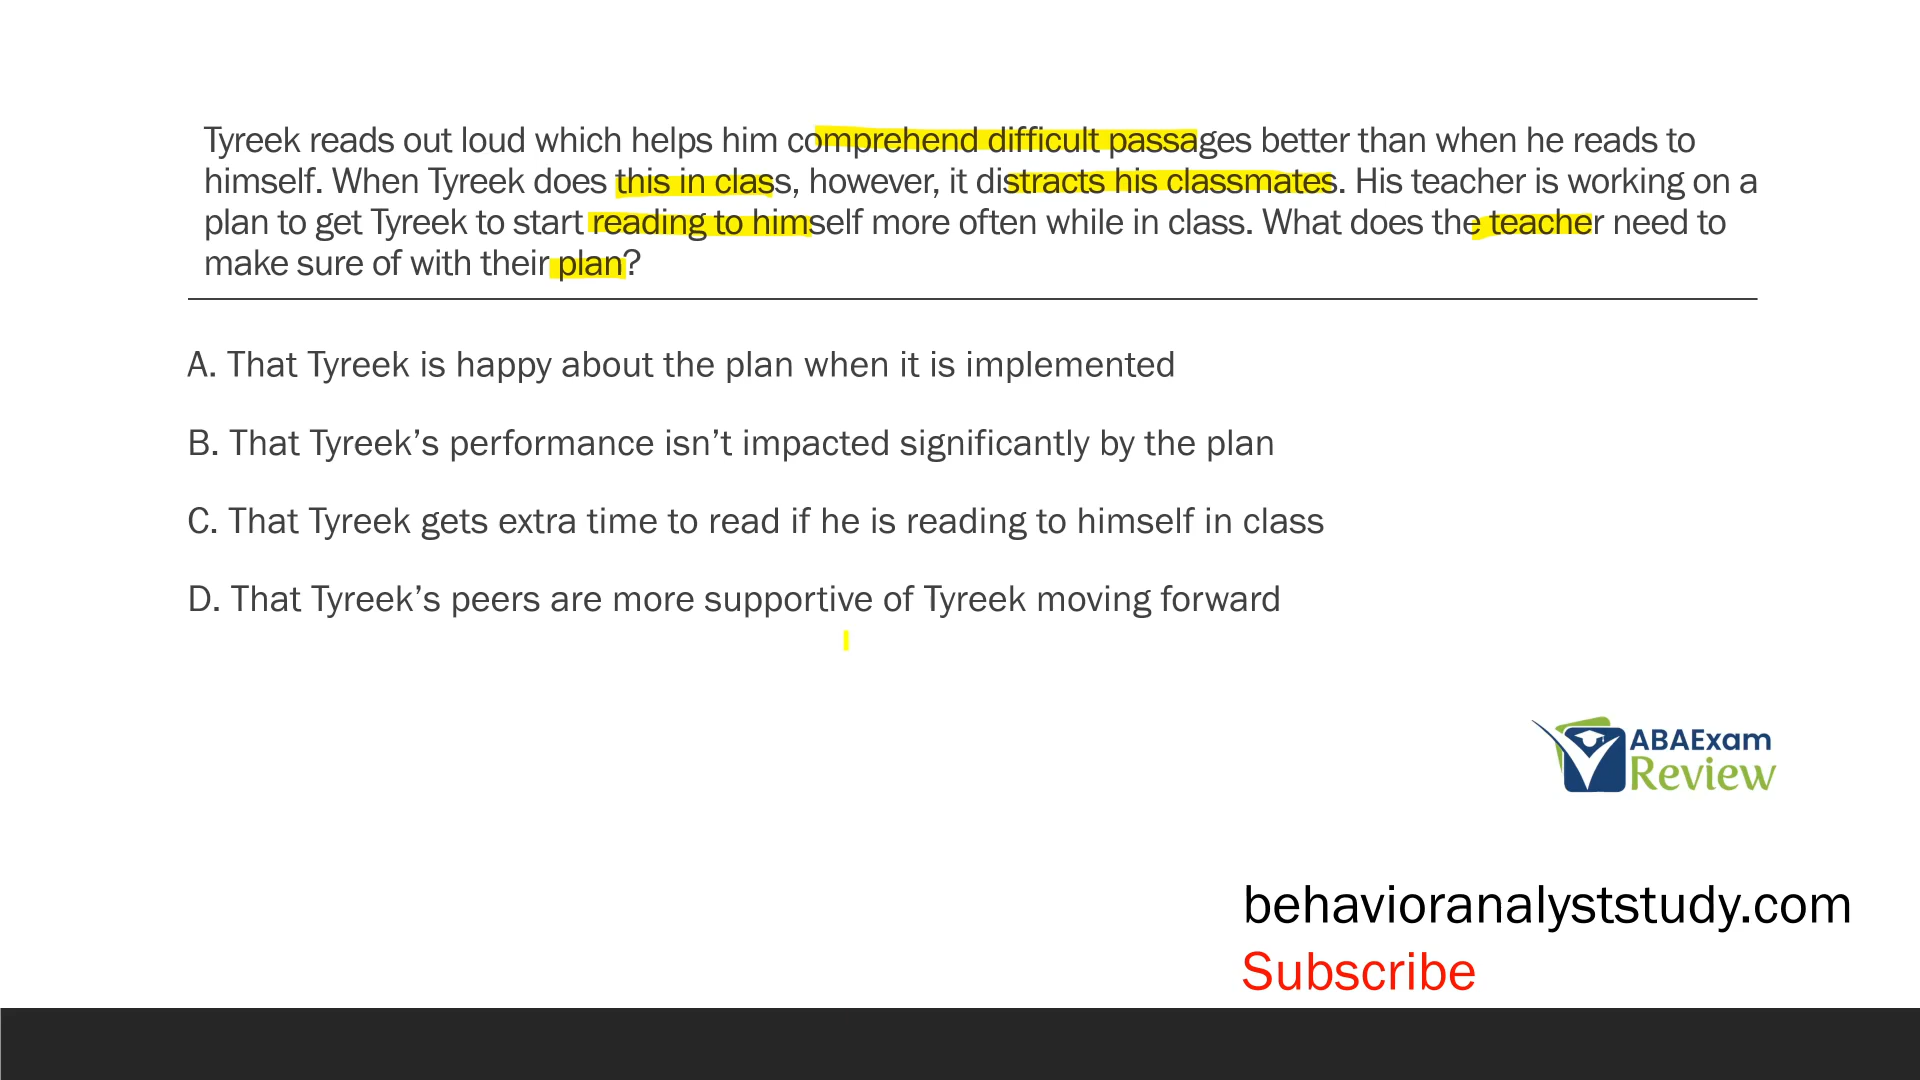 Tyreek reads out loud which helps him comprehend difficult passages better than when he reads to
himself. When Tyreek does this in class, however, it distracts his classmates. His teacher is working on a
plan to get Tyreek to start reading to himself more often while in class. What does the teacher need to
make sure of with their plan?
A. That Tyreek is happy about the plan when it is implemented
B. That Tyreek’s performance isn’t impacted significantly by the plan
C. That Tyreek gets extra time to read if he is reading to himself in class
D. That Tyreek’s peers are more supportive of Tyreek moving forward
ABAExam
Review
behavioranalyststudy.com
Subscribe